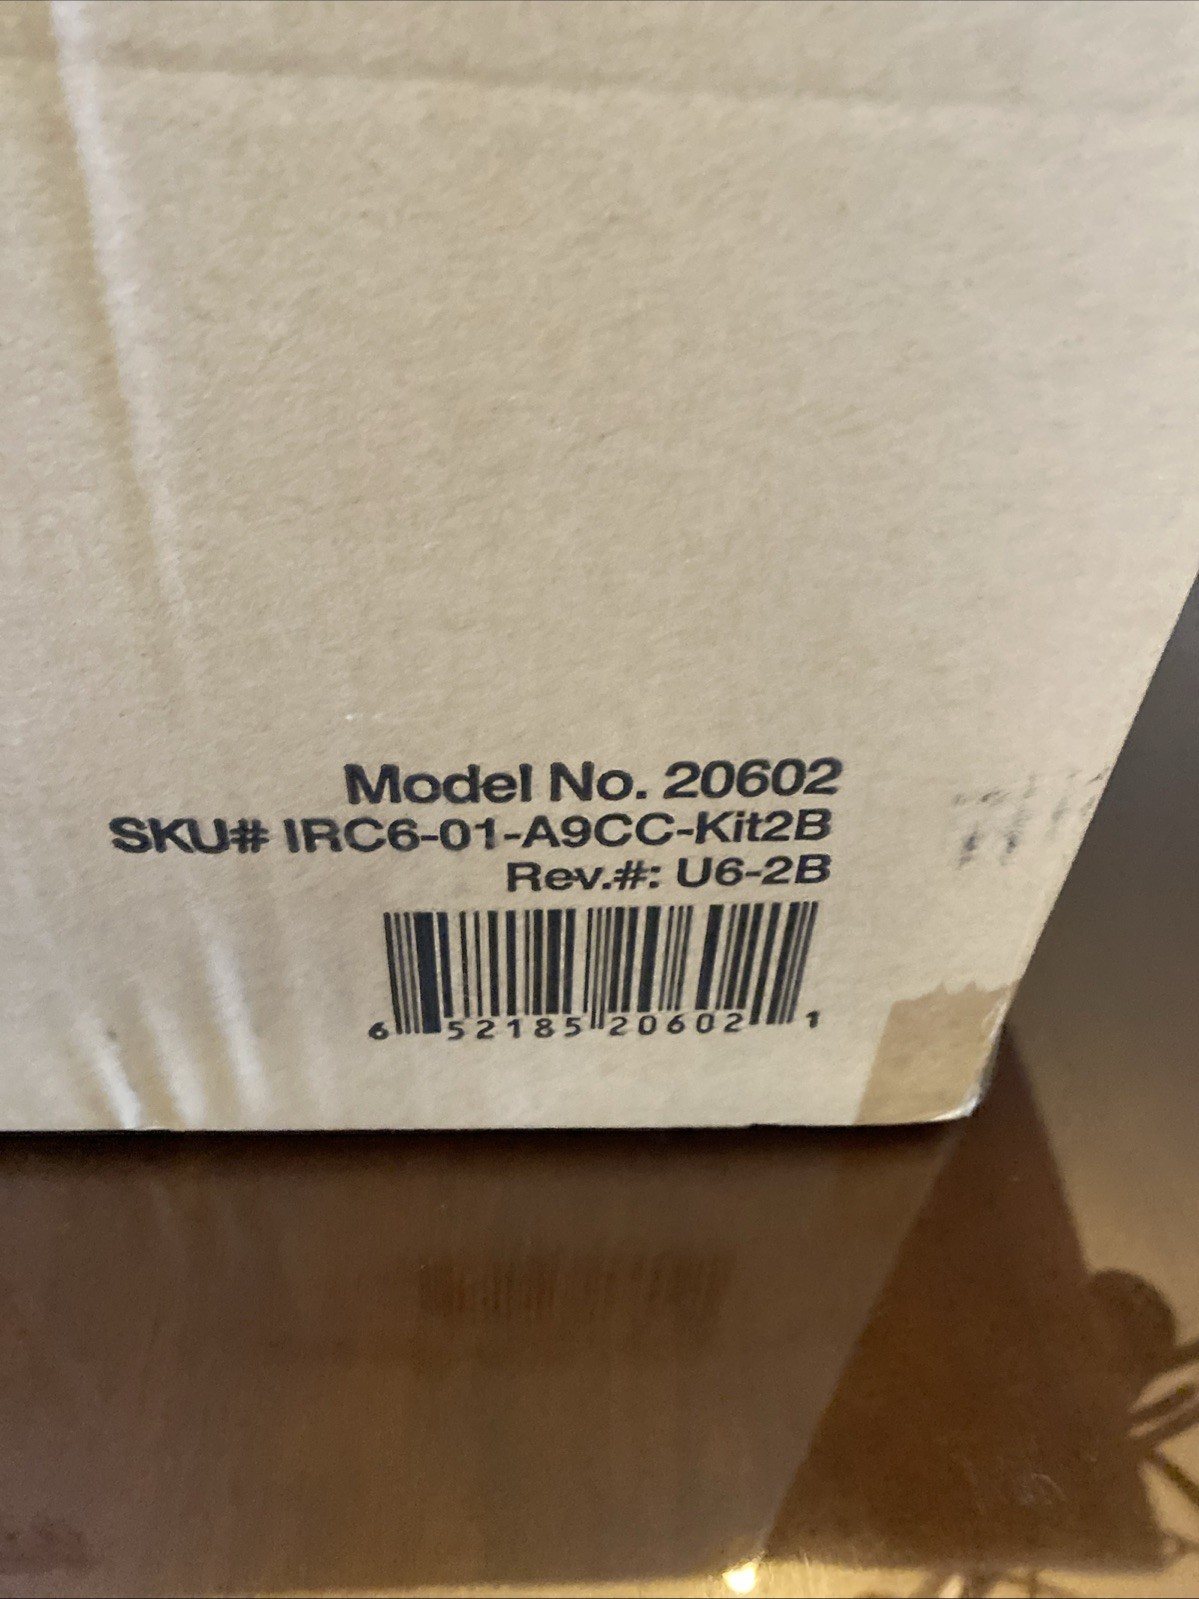 Model No. 20602
SKU# IRC6-01-A9CC-Kit2B
Rev.#: U6-2B
6 52185 20602 1